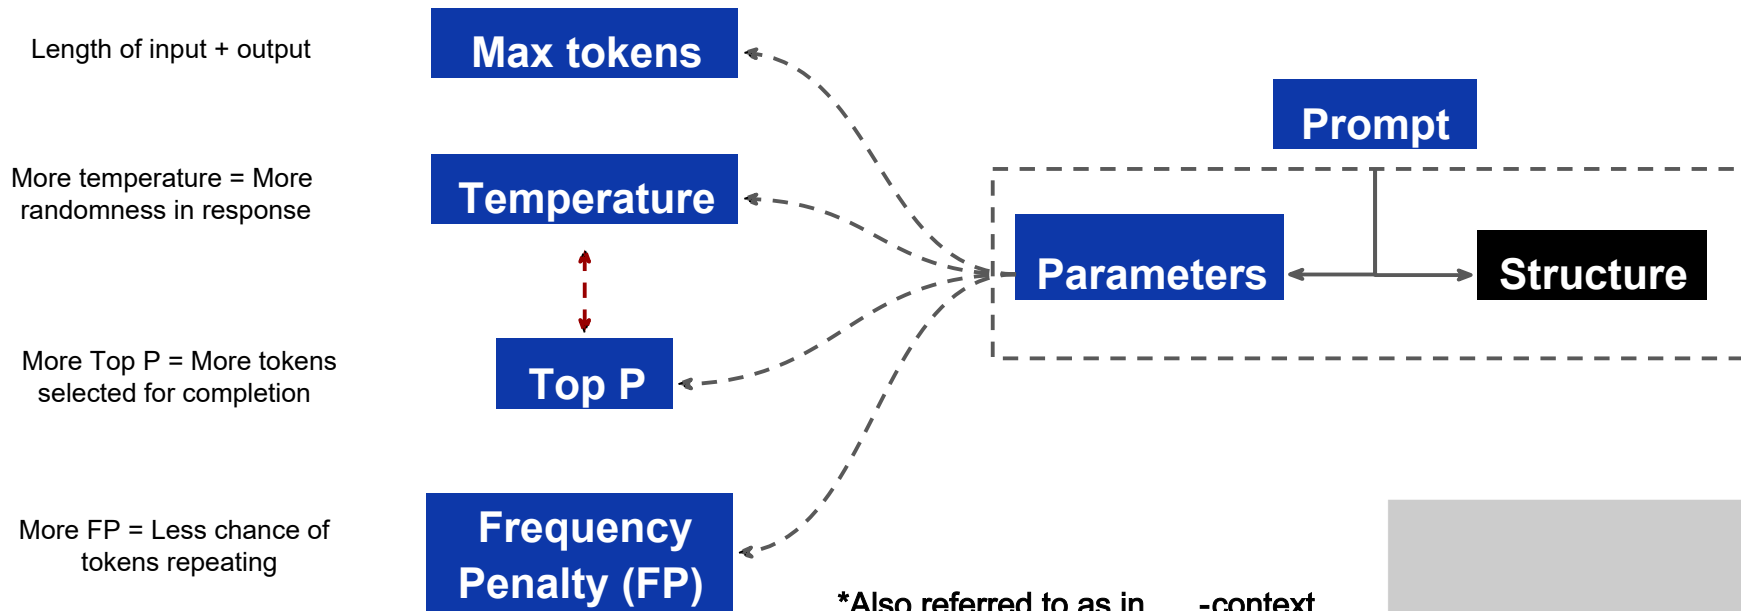 Length of input + output
Max tokens
Prompt
More temperature = More
randomness in response
Temperature
Parameters
Structure
More Top P = More tokens
selected for completion
Top P
More FP = Less chance of
tokens repeating
Frequency
Penalty (FP)
*Also referred to as in -context